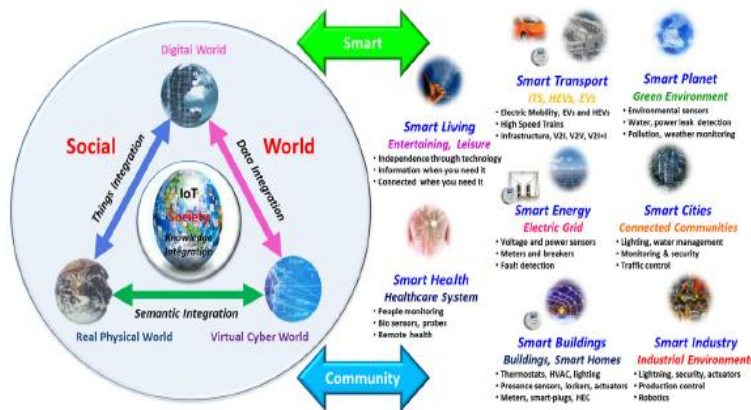 Digital World
Social
World
Things Integration
Data Integration
IoT
Society
Knowledge
Integration
Semantic Integration
Real Physical World
Virtual Cyber World
Smart
Community
Smart Living
Entertaining, Leisure
• Independence through technology
• Information when you need it
• Connected when you need it
Smart Health
Healthcare System
• People monitoring
• Bio sensors, probes
• Remote health
Smart Transport
ITS, HEVs, EVs
• Electric Mobility, EVs and HEVs
• High Speed Trains
• Infrastructure, V2I, V2V, V2I+I
Smart Planet
Green Environment
• Environmental sensors
• Water, power leak detection
• Pollution, weather monitoring
Smart Energy
Electric Grid
• Voltage and power sensors
• Meters and breakers
• Fault detection
Smart Cities
Connected Communities
• Lighting, water management
• Monitoring & security
• Traffic control
Smart Buildings
Buildings, Smart Homes
• Thermostats, HVAC, lighting
• Presence sensors, lockers, actuators
• Meters, smart-plugs, HEC
Smart Industry
Industrial Environment
• Lightning, security, actuators
• Production control
• Robotics